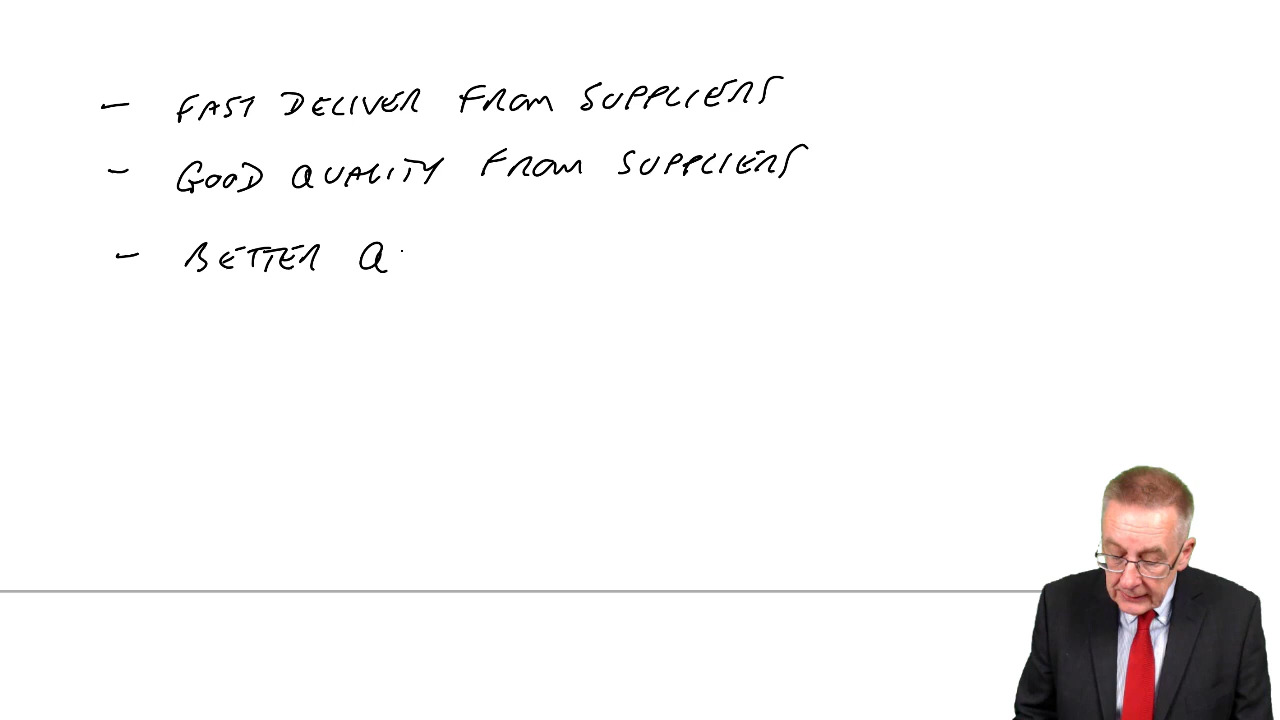 - FAST DELIVER FROM SUPPLIERS
- GOOD QUALITY FROM SUPPLIERS
- BETTER Q